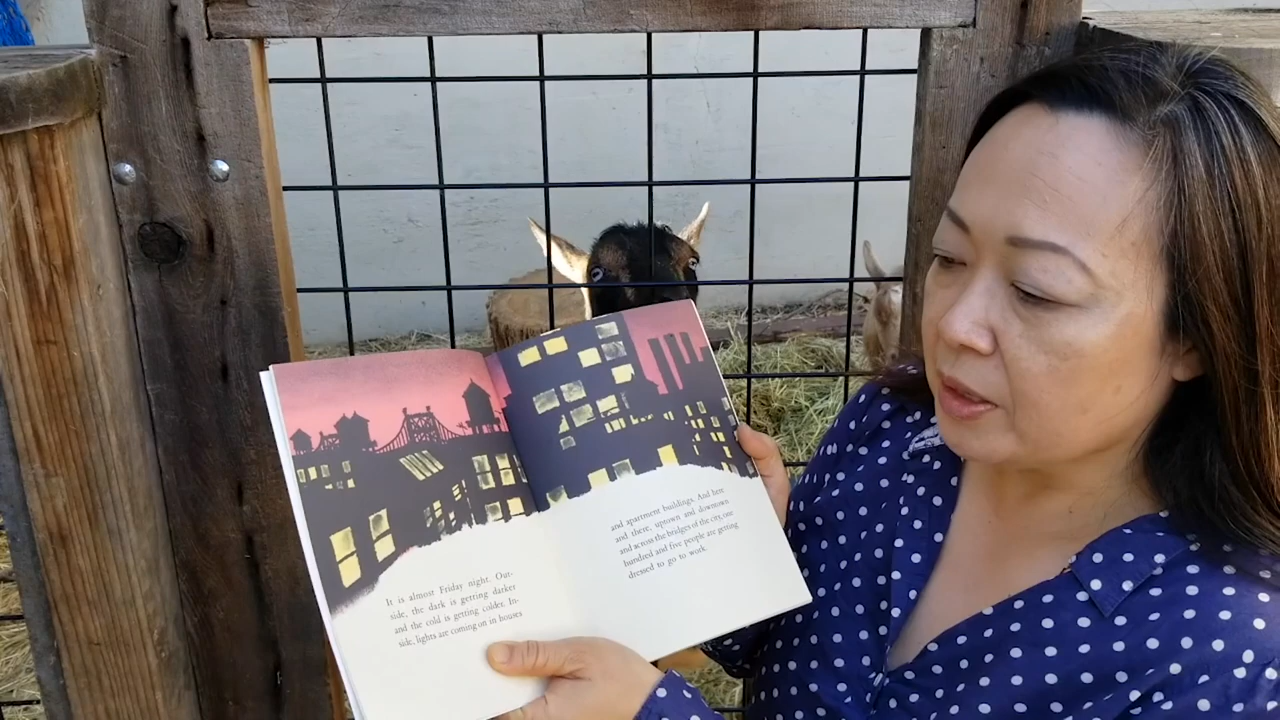 It is almost Friday night. Out-
side, the dark is getting darker
and the cold is getting colder. In-
side, lights are coming on in houses
and apartment buildings. And here
and there, uptown and downtown
and across the bridges of the city, one
hundred and five people are getting
dressed to go to work.